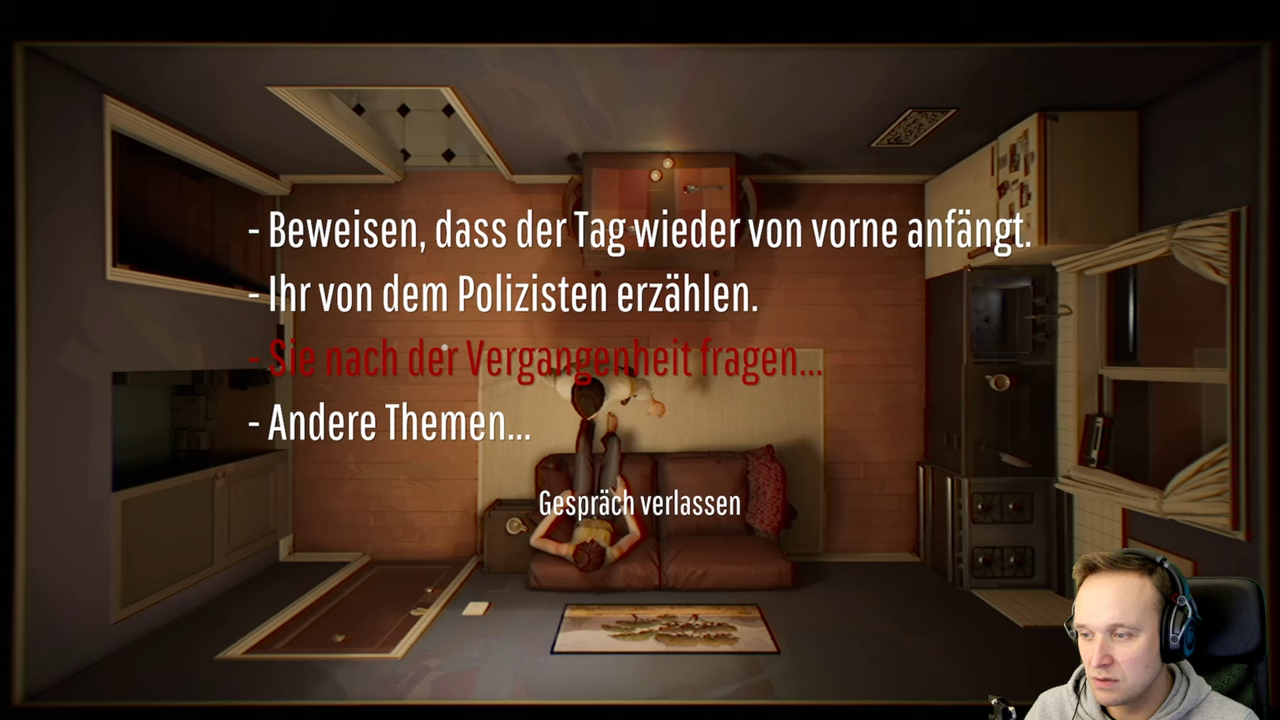 - Beweisen, dass der Tag wieder von vorne anfängt.
- Ihr von dem Polizisten erzählen.
- Sie nach der Vergangenheit fragen...
- Andere Themen...
Gespräch verlassen